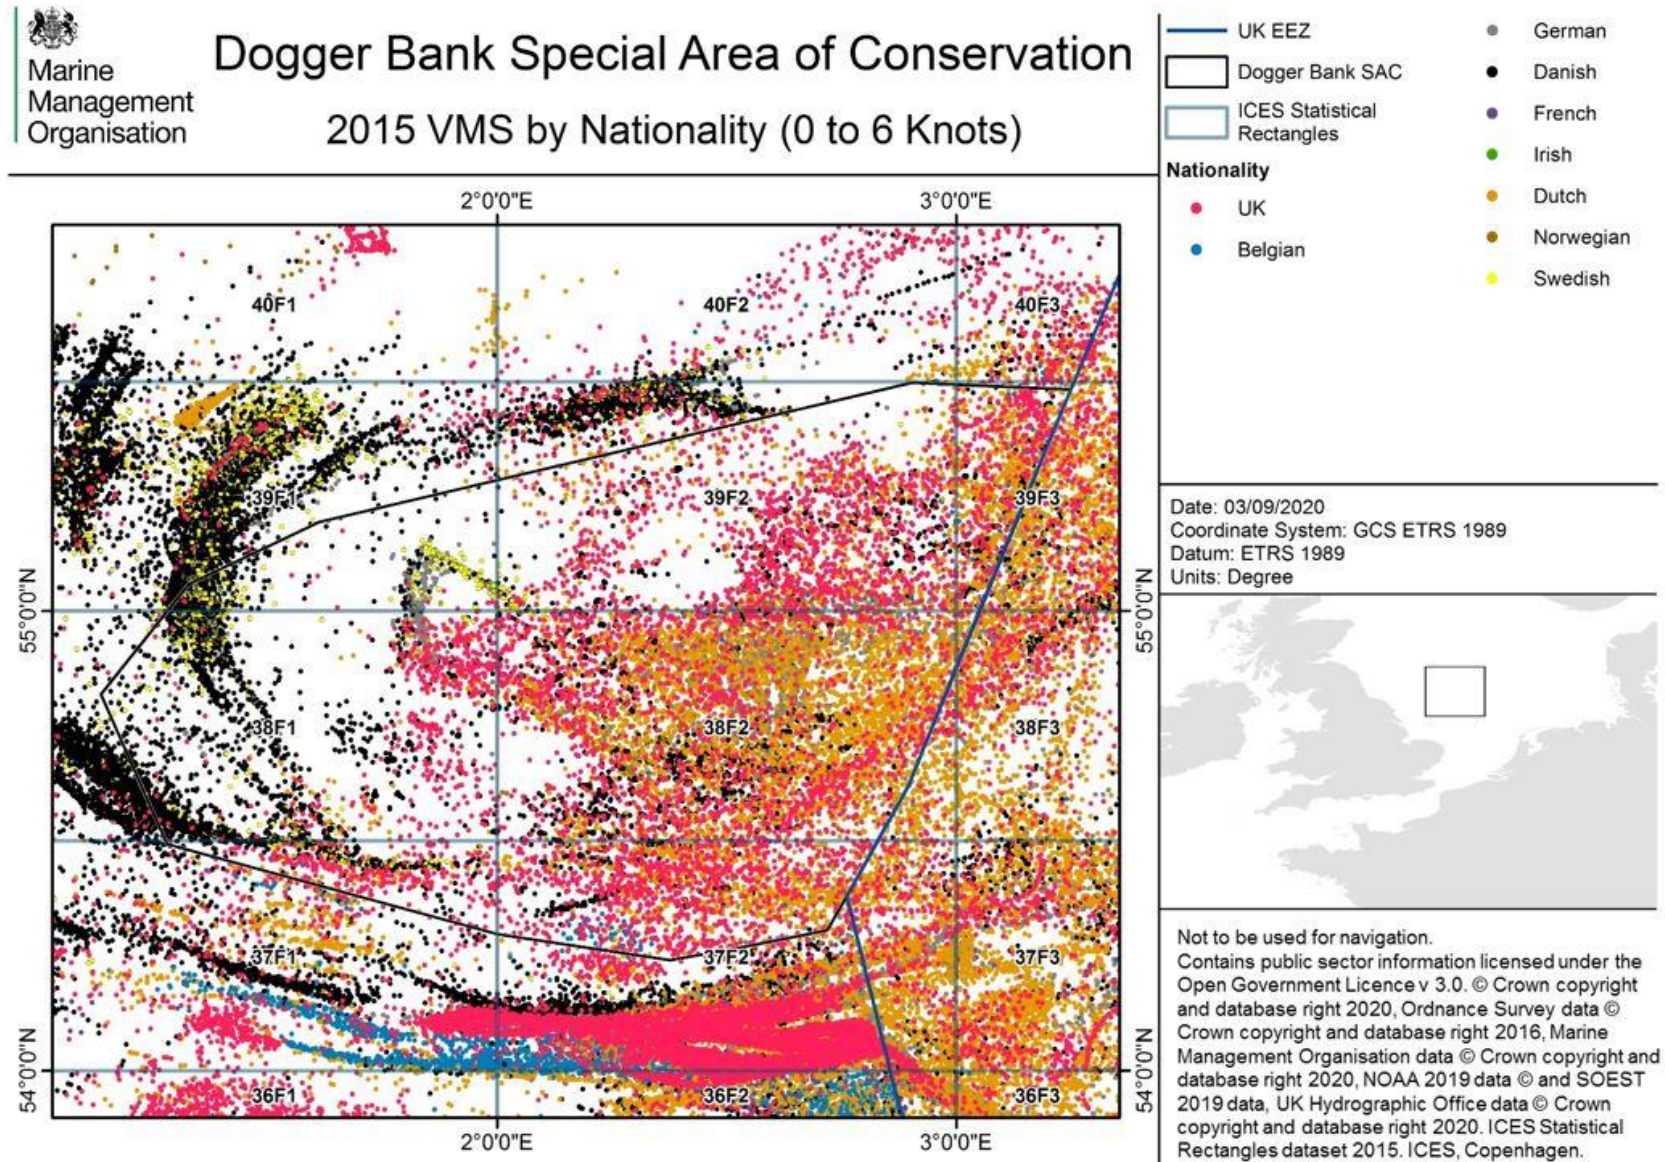 Marine
Management
Organisation
Dogger Bank Special Area of Conservation
2015 VMS by Nationality (0 to 6 Knots)
UK EEZ
Dogger Bank SAC
ICES Statistical
Rectangles
Nationality
UK
Belgian
German
Danish
French
Irish
Dutch
Norwegian
Swedish
2°0'0"E
3°0'0"E
40F1
40F2
40F3
39F1
39F2
39F3
55°0'0"N
55°0'0"N
38F1
38F2
38F3
37F1
37F2
37F3
54°0'0"N
54°0'0"N
36F1
36F2
36F3
2°0'0"E
3°0'0"E
Date: 03/09/2020
Coordinate System: GCS ETRS 1989
Datum: ETRS 1989
Units: Degree
Not to be used for navigation.
Contains public sector information licensed under the
Open Government Licence v 3.0. © Crown copyright
and database right 2020, Ordnance Survey data ©
Crown copyright and database right 2016, Marine
Management Organisation data © Crown copyright and
database right 2020, NOAA 2019 data © and SOEST
2019 data, UK Hydrographic Office data © Crown
copyright and database right 2020. ICES Statistical
Rectangles dataset 2015. ICES, Copenhagen.